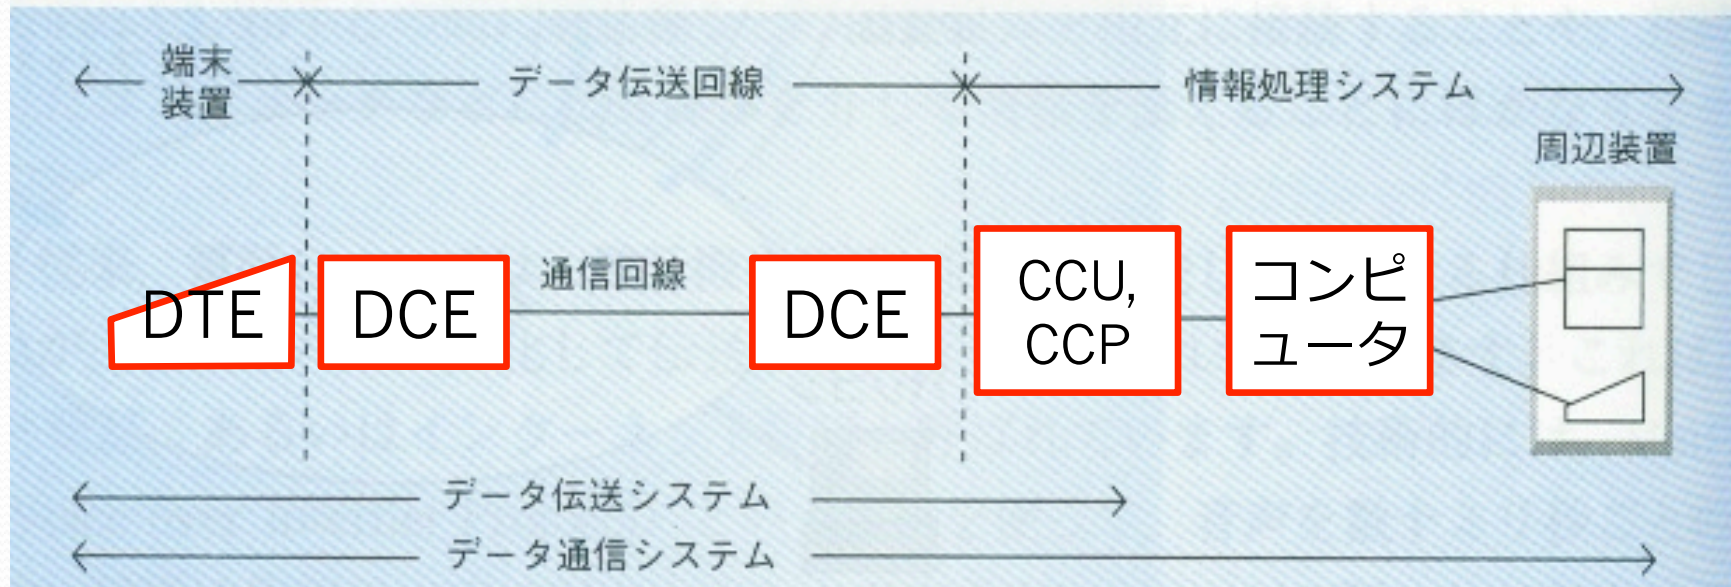 端末
装置
データ伝送回線
情報処理システム
周辺装置
DTE
DCE
通信回線
DCE
CCU,
CCP
コンピ
ュータ
データ伝送システム
データ通信システム